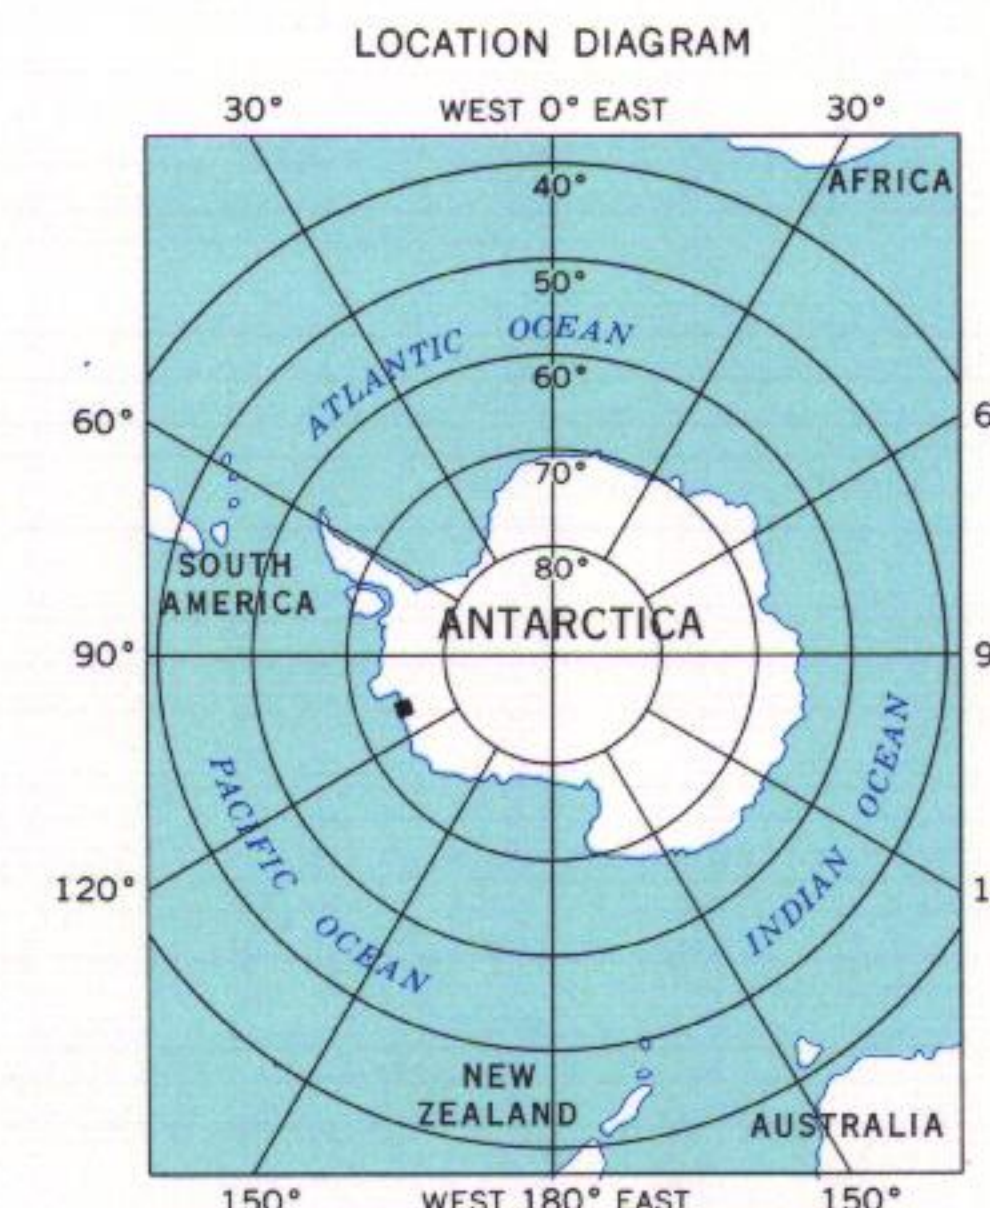 LOCATION DIAGRAM
30° WEST 0° EAST 30°
AFRICA
40°
50°
ATLANTIC OCEAN
60°
60°
70°
80°
SOUTH
AMERICA
ANTARCTICA
90°
PACIFIC OCEAN
INDIAN OCEAN
120°
NEW
ZEALAND
AUSTRALIA
150° WEST 180° EAST 150°